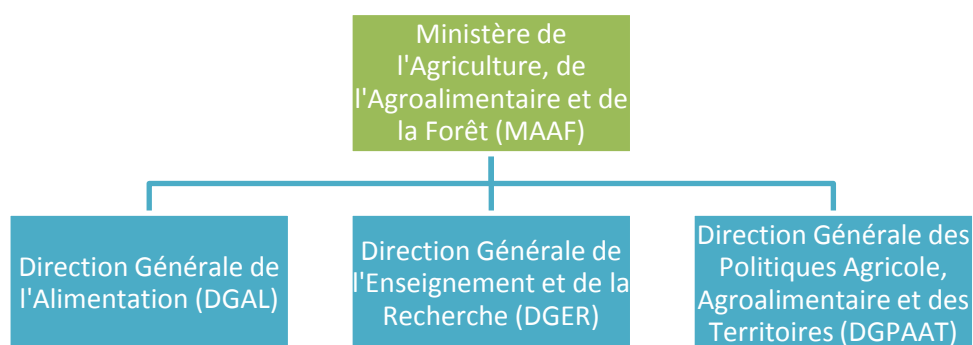 Ministère de
l'Agriculture, de
l'Agroalimentaire et de
la Forêt (MAAF)
Direction Générale de
l'Alimentation (DGAL)
Direction Générale de
l'Enseignement et de la
Recherche (DGER)
Direction Générale des
Politiques Agricole,
Agroalimentaire et des
Territoires (DGPAAT)